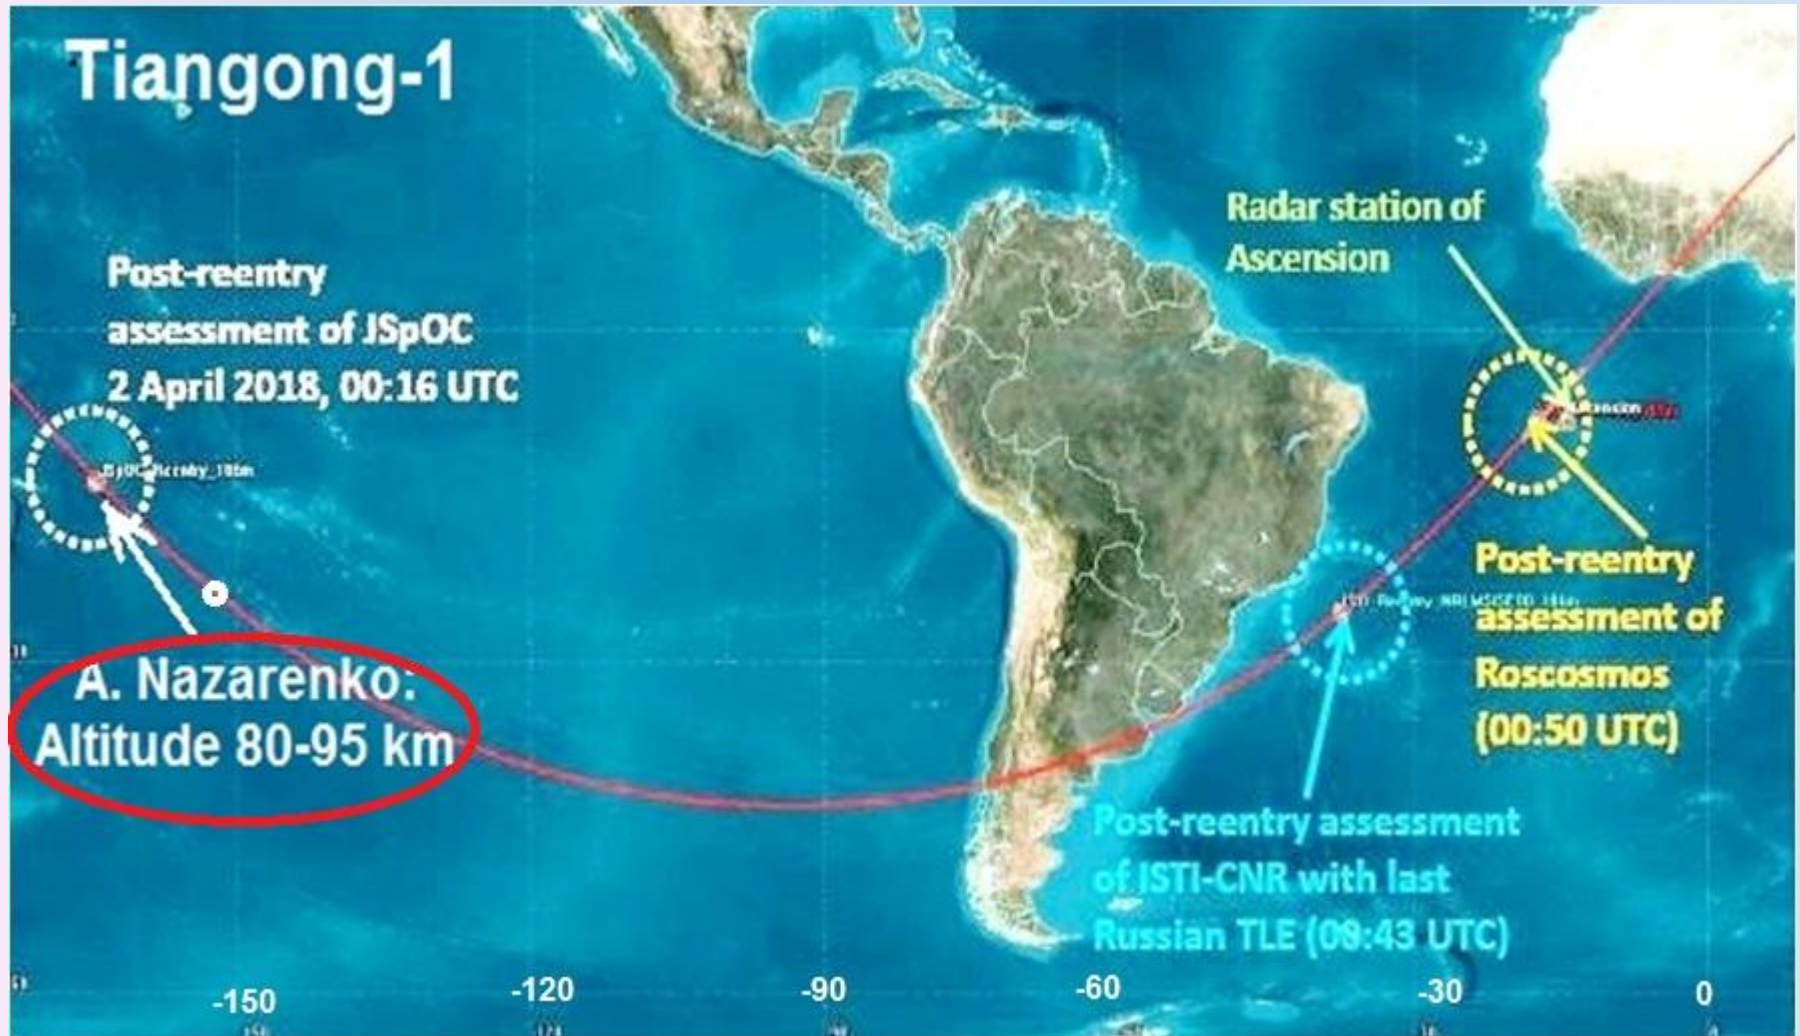 Tiangong-1
Radar station of
Ascension
Post-reentry
assessment of JSpOC
2 April 2018, 00:16 UTC
Post-reentry
assessment of
Roscosmos
(00:50 UTC)
A. Nazarenko:
Altitude 80-95 km
Post-reentry assessment
of ISTI-CNR with last
Russian TLE (00:43 UTC)
-150
-120
-90
-60
-30
0